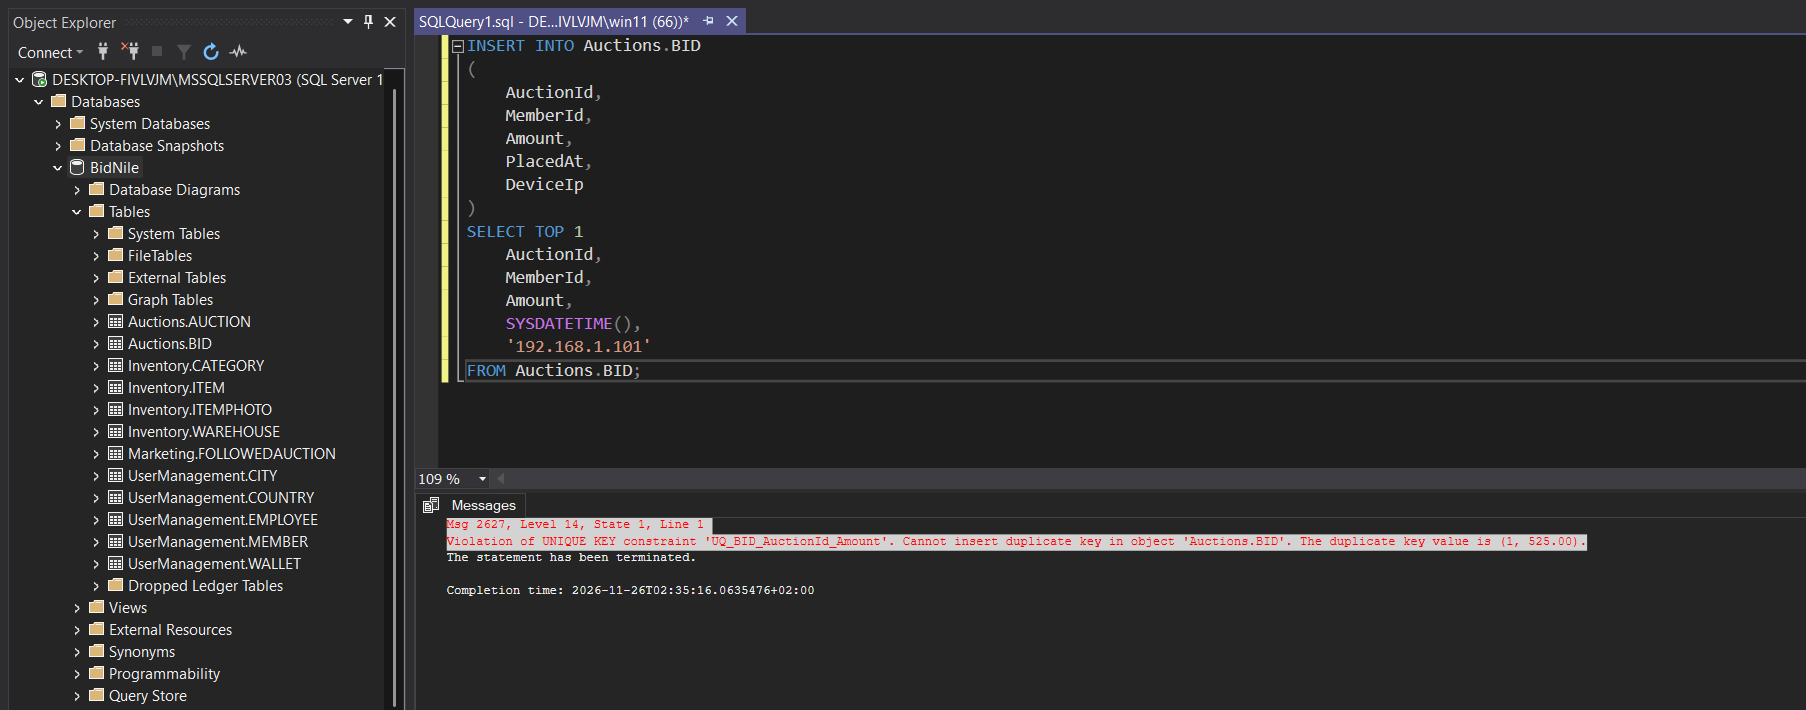 Object Explorer
Connect
DESKTOP-FIVLVJM\MSSQLSERVER03 (SQL Server 1
Databases
System Databases
Database Snapshots
BidNile
Database Diagrams
Tables
System Tables
FileTables
External Tables
Graph Tables
Auctions.AUCTION
Auctions.BID
Inventory.CATEGORY
Inventory.ITEM
Inventory.ITEMPHOTO
Inventory.WAREHOUSE
Marketing.FOLLOWEDAUCTION
UserManagement.CITY
UserManagement.COUNTRY
UserManagement.EMPLOYEE
UserManagement.MEMBER
UserManagement.WALLET
Dropped Ledger Tables
Views
External Resources
Synonyms
Programmability
Query Store
SQLQuery1.sql - DE...IVLVJM\win11 (66))*
INSERT INTO Auctions.BID
(
AuctionId,
MemberId,
Amount,
PlacedAt,
DeviceIp
)
SELECT TOP 1
AuctionId,
MemberId,
Amount,
SYSDATETIME(),
'192.168.1.101'
FROM Auctions.BID;
109 %
Messages
Msg 2627, Level 14, State 1, Line 1
Violation of UNIQUE KEY constraint 'UQ_BID_AuctionId_Amount'. Cannot insert duplicate key in object 'Auctions.BID'. The duplicate key value is (1, 525.00).
The statement has been terminated.
Completion time: 2026-11-26T02:35:16.0635476+02:00